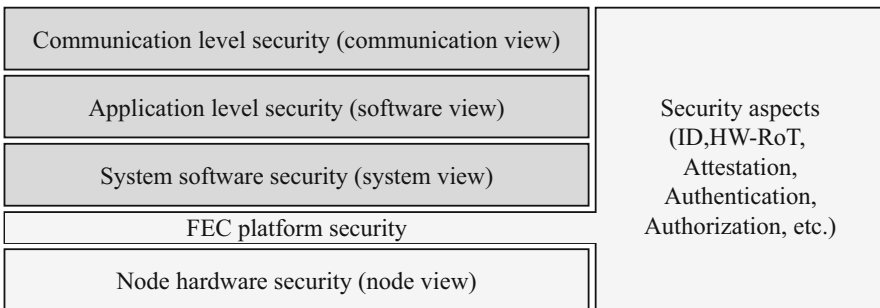 Communication level security (communication view)
Application level security (software view)
System software security (system view)
FEC platform security
Node hardware security (node view)
Security aspects
(ID,HW-RoT,
Attestation,
Authentication,
Authorization, etc.)